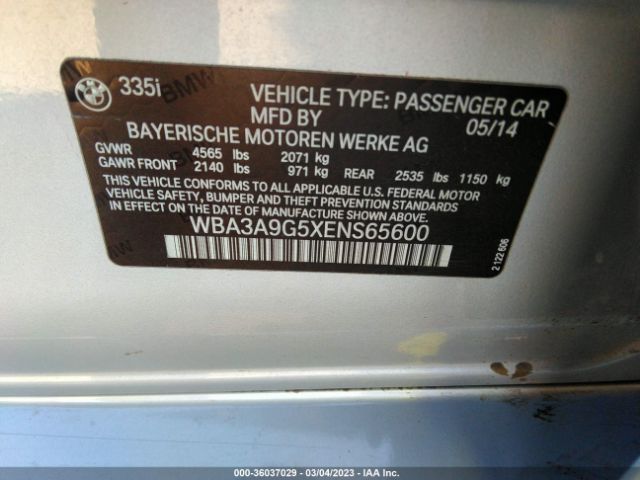 BMW 335i
VEHICLE TYPE: PASSENGER CAR
MFD BY 05/14
BAYERISCHE MOTOREN WERKE AG
GVWR 4565 lbs 2071 kg
GAWR FRONT 2140 lbs 971 kg REAR 2535 lbs 1150 kg
THIS VEHICLE CONFORMS TO ALL APPLICABLE U.S. FEDERAL MOTOR
VEHICLE SAFETY, BUMPER AND THEFT PREVENTION STANDARDS
IN EFFECT ON THE DATE OF MANUFACTURE SHOWN ABOVE.
WBA3A9G5XENS65600
2 122 606
000-36037029 — 03/04/2023 — IAA Inc.